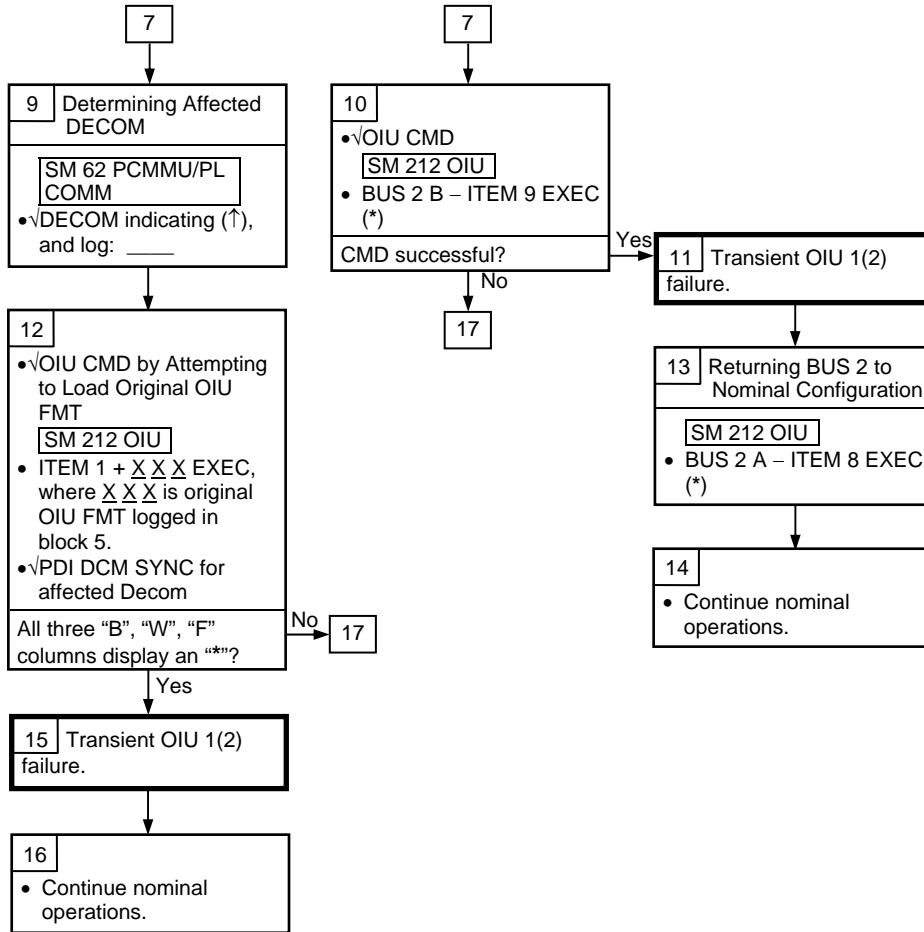 7
9 Determining Affected
DECOM
SM 62 PCMMU/PL
COMM
•√DECOM indicating (↑),
and log: ____
12
•√OIU CMD by Attempting
to Load Original OIU
FMT
SM 212 OIU
• ITEM 1 + X X X EXEC,
where X X X is original
OIU FMT logged in
block 5.
•√PDI DCM SYNC for
affected Decom
All three “B”, “W”, “F”
columns display an “*”?
No
17
Yes
15 Transient OIU 1(2)
failure.
16
• Continue nominal
operations.
7
10
•√OIU CMD
SM 212 OIU
• BUS 2 B – ITEM 9 EXEC
(*)
CMD successful?
Yes
No
17
11 Transient OIU 1(2)
failure.
13 Returning BUS 2 to
Nominal Configuration
SM 212 OIU
• BUS 2 A – ITEM 8 EXEC
(*)
14
• Continue nominal
operations.